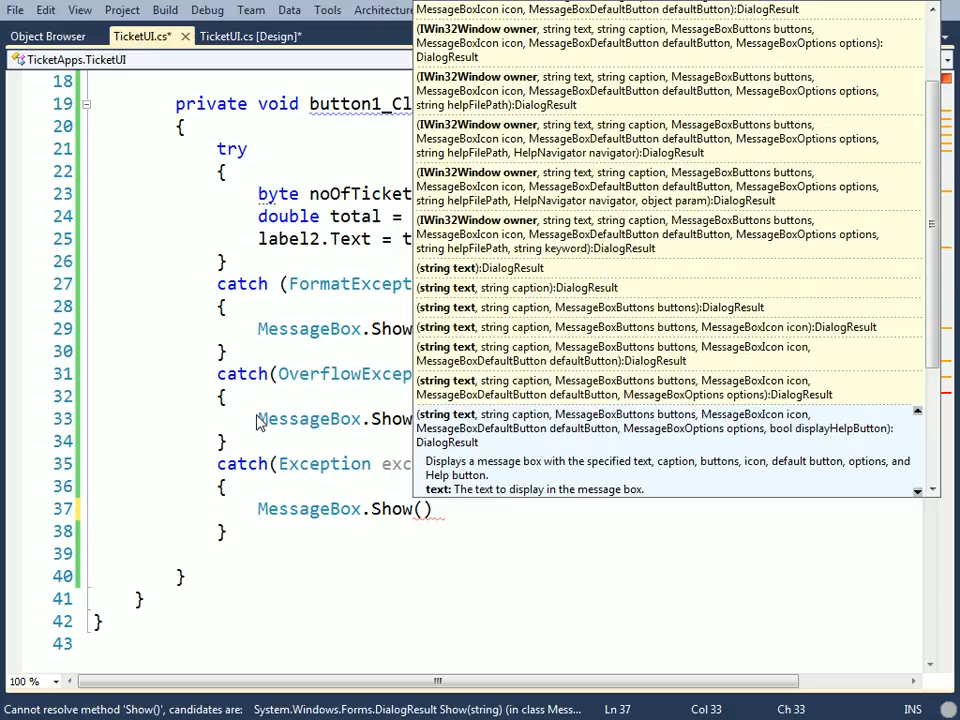 File Edit View Project Build Debug Team Data Tools Architecture
Object Browser TicketUI.cs* TicketUI.cs [Design]*
TicketApps.TicketUI
18
19 private void button1_Cl
20 {
21 try
22 {
23 byte noOfTicket
24 double total =
25 label2.Text = t
26 }
27 catch (FormatExcept
28 {
29 MessageBox.Show
30 }
31 catch(OverflowExcep
32 {
33 MessageBox.Show
34 }
35 catch(Exception exc
36 {
37 MessageBox.Show()
38 }
39
40 }
41 }
42 }
43
MessageBoxIcon icon, MessageBoxDefaultButton defaultButton):DialogResult
(IWin32Window owner, string text, string caption, MessageBoxButtons buttons,
MessageBoxIcon icon, MessageBoxDefaultButton defaultButton, MessageBoxOptions options):
DialogResult
(IWin32Window owner, string text, string caption, MessageBoxButtons buttons,
MessageBoxIcon icon, MessageBoxDefaultButton defaultButton, MessageBoxOptions options,
string helpFilePath):DialogResult
(IWin32Window owner, string text, string caption, MessageBoxButtons buttons,
MessageBoxIcon icon, MessageBoxDefaultButton defaultButton, MessageBoxOptions options,
string helpFilePath, HelpNavigator navigator):DialogResult
(IWin32Window owner, string text, string caption, MessageBoxButtons buttons,
MessageBoxIcon icon, MessageBoxDefaultButton defaultButton, MessageBoxOptions options,
string helpFilePath, HelpNavigator navigator, object param):DialogResult
(IWin32Window owner, string text, string caption, MessageBoxButtons buttons,
MessageBoxIcon icon, MessageBoxDefaultButton defaultButton, MessageBoxOptions options,
string helpFilePath, string keyword):DialogResult
(string text):DialogResult
(string text, string caption):DialogResult
(string text, string caption, MessageBoxButtons buttons):DialogResult
(string text, string caption, MessageBoxButtons buttons, MessageBoxIcon icon):DialogResult
(string text, string caption, MessageBoxButtons buttons, MessageBoxIcon icon,
MessageBoxDefaultButton defaultButton):DialogResult
(string text, string caption, MessageBoxButtons buttons, MessageBoxIcon icon,
MessageBoxDefaultButton defaultButton, MessageBoxOptions options):DialogResult
(string text, string caption, MessageBoxButtons buttons, MessageBoxIcon icon,
MessageBoxDefaultButton defaultButton, MessageBoxOptions options, bool displayHelpButton):
DialogResult
Displays a message box with the specified text, caption, buttons, icon, default button, options, and
Help button.
text: The text to display in the message box.
100 %
Cannot resolve method 'Show()', candidates are: System.Windows.Forms.DialogResult Show(string) (in class Mess... Ln 37 Col 33 Ch 33 INS